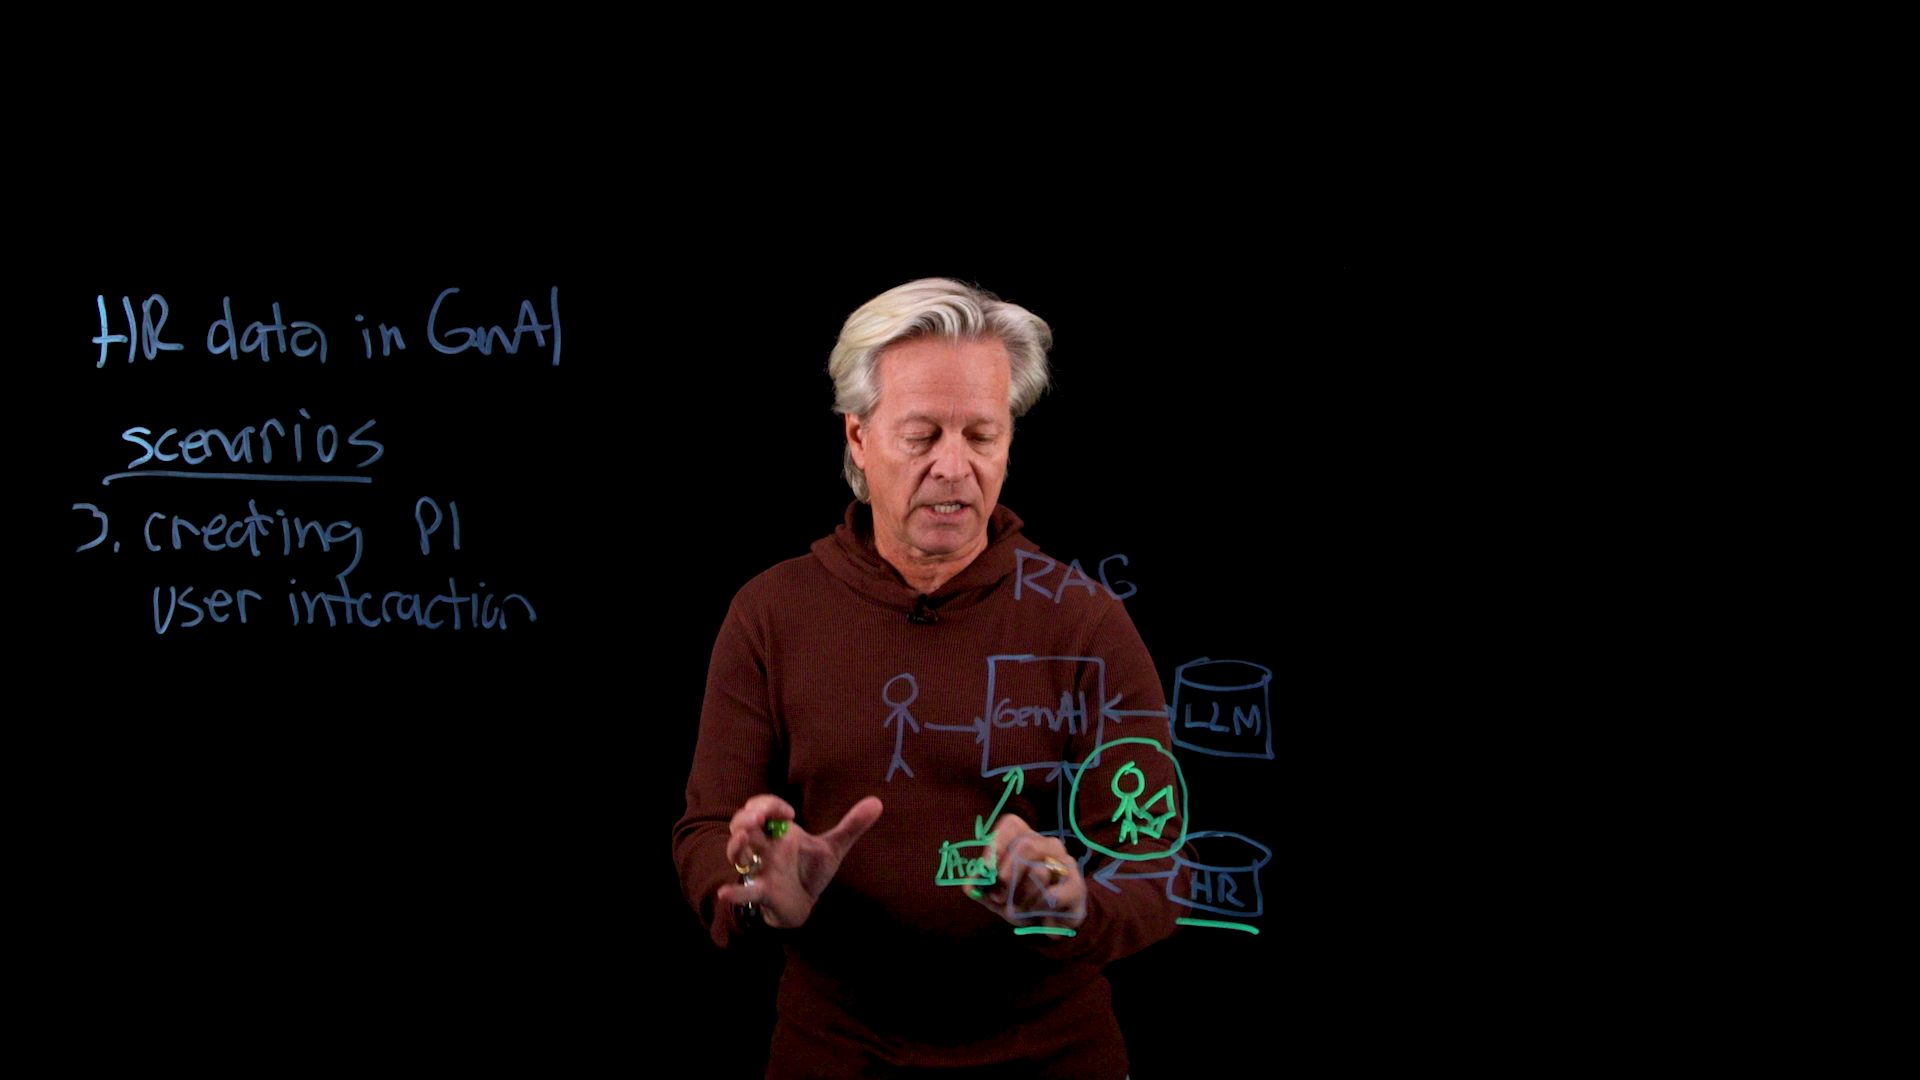 HR data in GenAI
scenarios
3. creating PI
user interaction
RAG
GenAI
LLM
HR